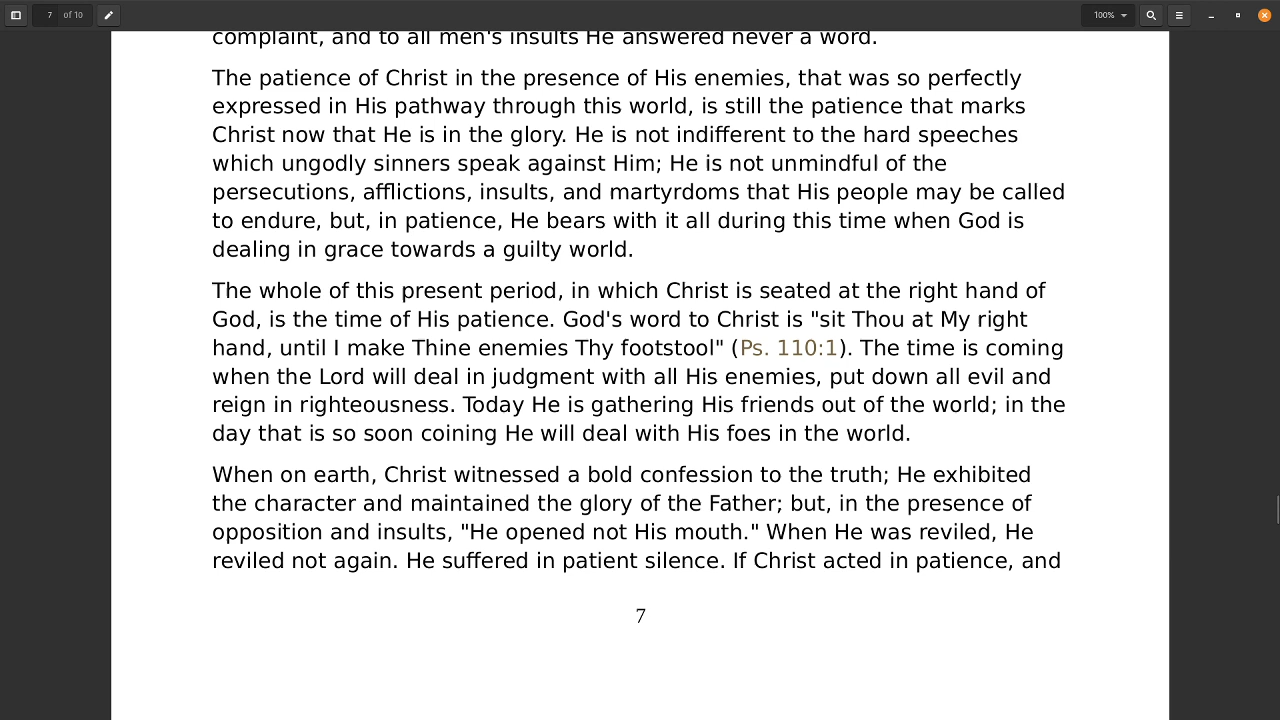 7 of 10
100%
complaint, and to all men's insults He answered never a word.
The patience of Christ in the presence of His enemies, that was so perfectly
expressed in His pathway through this world, is still the patience that marks
Christ now that He is in the glory. He is not indifferent to the hard speeches
which ungodly sinners speak against Him; He is not unmindful of the
persecutions, afflictions, insults, and martyrdoms that His people may be called
to endure, but, in patience, He bears with it all during this time when God is
dealing in grace towards a guilty world.
The whole of this present period, in which Christ is seated at the right hand of
God, is the time of His patience. God's word to Christ is "sit Thou at My right
hand, until I make Thine enemies Thy footstool" (Ps. 110:1). The time is coming
when the Lord will deal in judgment with all His enemies, put down all evil and
reign in righteousness. Today He is gathering His friends out of the world; in the
day that is so soon coining He will deal with His foes in the world.
When on earth, Christ witnessed a bold confession to the truth; He exhibited
the character and maintained the glory of the Father; but, in the presence of
opposition and insults, "He opened not His mouth." When He was reviled, He
reviled not again. He suffered in patient silence. If Christ acted in patience, and
7